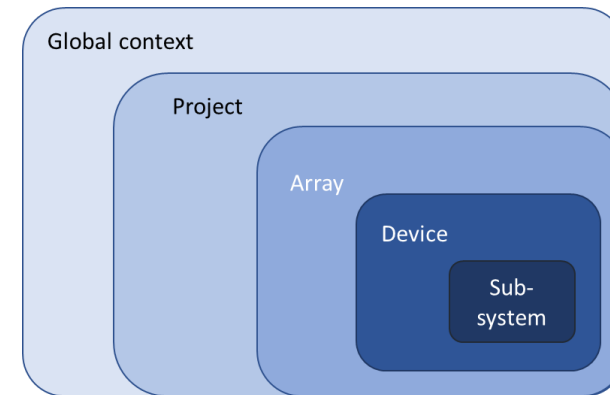 Global context
Project
Array
Device
Sub-
system